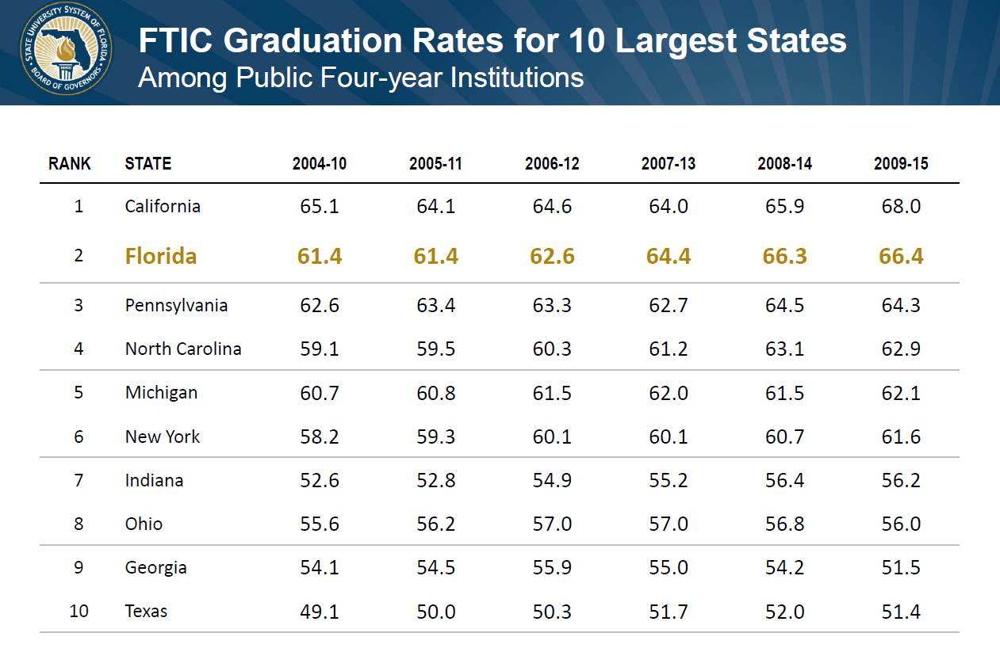 STATE UNIVERSITY SYSTEM OF FLORIDA
BOARD OF GOVERNORS
FTIC Graduation Rates for 10 Largest States
Among Public Four-year Institutions
RANK STATE 2004-10 2005-11 2006-12 2007-13 2008-14 2009-15
1 California 65.1 64.1 64.6 64.0 65.9 68.0
2 Florida 61.4 61.4 62.6 64.4 66.3 66.4
3 Pennsylvania 62.6 63.4 63.3 62.7 64.5 64.3
4 North Carolina 59.1 59.5 60.3 61.2 63.1 62.9
5 Michigan 60.7 60.8 61.5 62.0 61.5 62.1
6 New York 58.2 59.3 60.1 60.1 60.7 61.6
7 Indiana 52.6 52.8 54.9 55.2 56.4 56.2
8 Ohio 55.6 56.2 57.0 57.0 56.8 56.0
9 Georgia 54.1 54.5 55.9 55.0 54.2 51.5
10 Texas 49.1 50.0 50.3 51.7 52.0 51.4